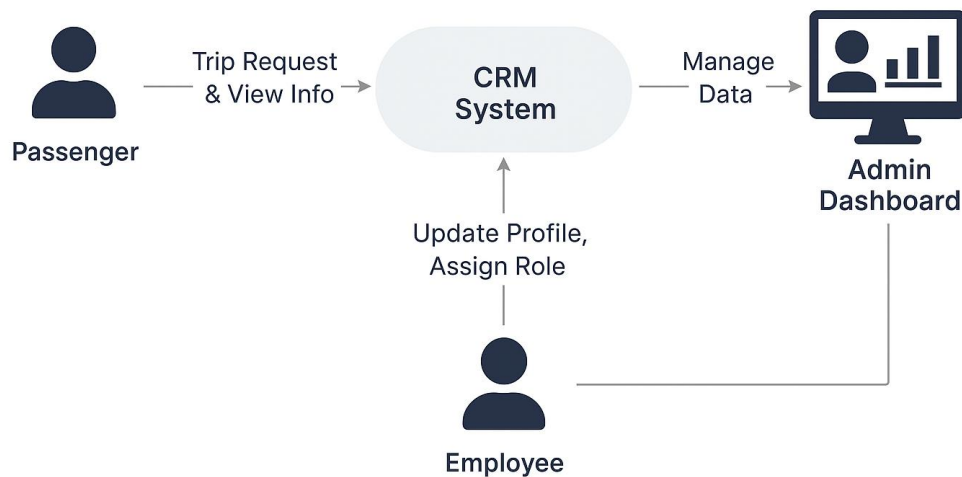 Passenger
Trip Request
& View Info
CRM
System
Manage
Data
Admin
Dashboard
Update Profile,
Assign Role
Employee